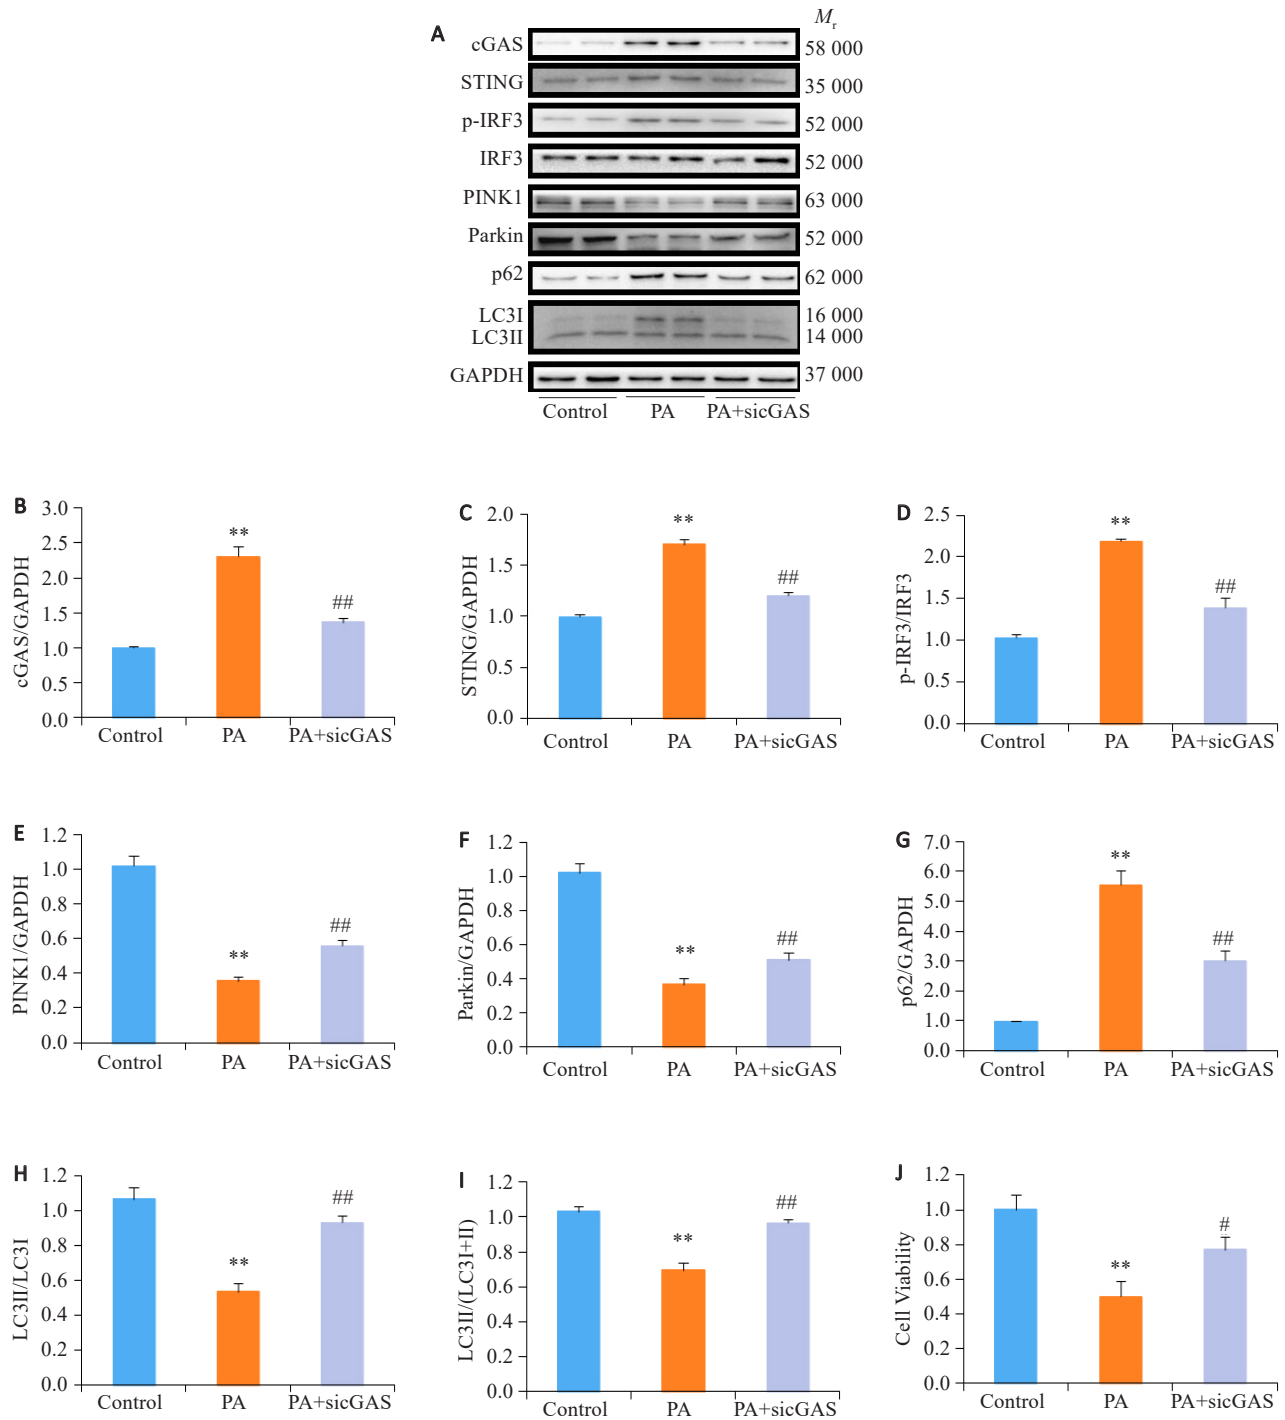 A
Mr
cGAS 58 000
STING 35 000
p-IRF3 52 000
IRF3 52 000
PINK1 63 000
Parkin 52 000
p62 62 000
LC3I 16 000
LC3II 14 000
GAPDH 37 000
Control PA PA+sicGAS
B
cGAS/GAPDH
3.0
2.5
2.0
1.5
1.0
0.5
0.0
**
##
Control PA PA+sicGAS
C
STING/GAPDH
2.0
1.5
1.0
0.5
0.0
**
##
Control PA PA+sicGAS
D
p-IRF3/IRF3
2.5
2.0
1.5
1.0
0.5
0.0
**
##
Control PA PA+sicGAS
E
PINK1/GAPDH
1.2
1.0
0.8
0.6
0.4
0.2
0.0
**
##
Control PA PA+sicGAS
F
Parkin/GAPDH
1.2
1.0
0.8
0.6
0.4
0.2
0.0
**
##
Control PA PA+sicGAS
G
p62/GAPDH
7.0
6.0
5.0
4.0
3.0
2.0
1.0
0.0
**
##
Control PA PA+sicGAS
H
LC3II/LC3I
1.2
1.0
0.8
0.6
0.4
0.2
0.0
**
##
Control PA PA+sicGAS
I
LC3II/(LC3I+II)
1.2
1.0
0.8
0.6
0.4
0.2
0.0
**
##
Control PA PA+sicGAS
J
Cell Viability
1.2
1.0
0.8
0.6
0.4
0.2
0.0
**
#
Control PA PA+sicGAS